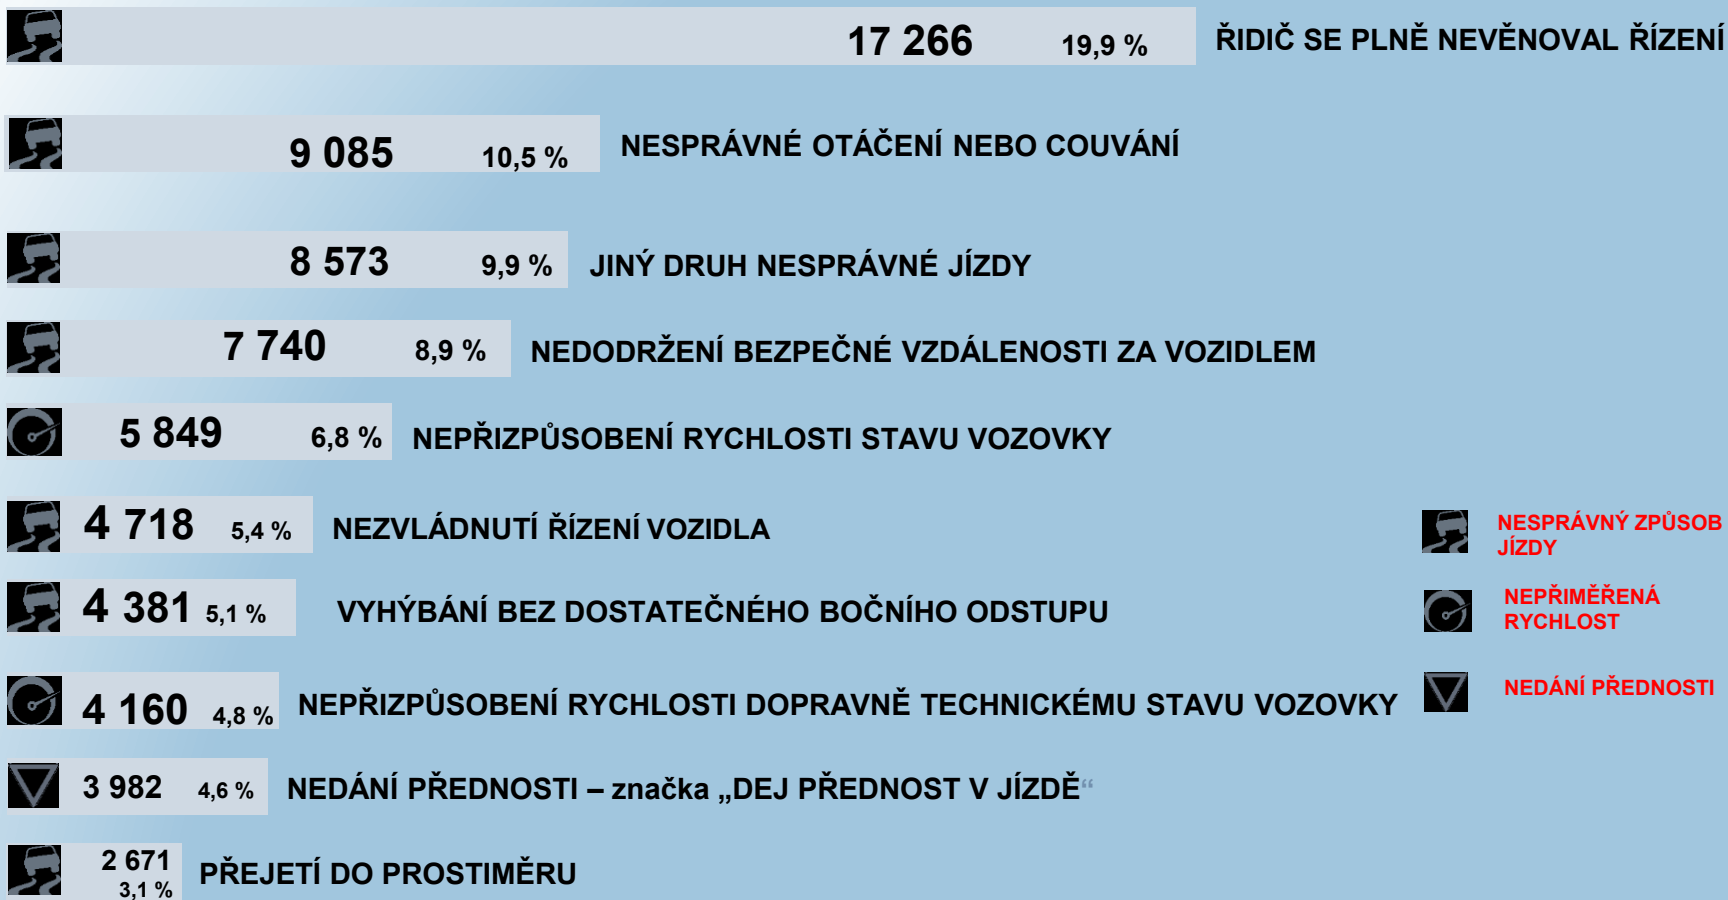 17 266 19,9 % ŘIDIČ SE PLNĚ NEVĚNOVAL ŘÍZENÍ
9 085 10,5 % NESPRÁVNÉ OTÁČENÍ NEBO COUVÁNÍ
8 573 9,9 % JINÝ DRUH NESPRÁVNÉ JÍZDY
7 740 8,9 % NEDODRŽENÍ BEZPEČNÉ VZDÁLENOSTI ZA VOZIDLEM
5 849 6,8 % NEPŘIZPŮSOBENÍ RYCHLOSTI STAVU VOZOVKY
4 718 5,4 % NEZVLÁDNUTÍ ŘÍZENÍ VOZIDLA
4 381 5,1 % VYHÝBÁNÍ BEZ DOSTATEČNÉHO BOČNÍHO ODSTUPU
4 160 4,8 % NEPŘIZPŮSOBENÍ RYCHLOSTI DOPRAVNĚ TECHNICKÉMU STAVU VOZOVKY
3 982 4,6 % NEDÁNÍ PŘEDNOSTI – značka „DEJ PŘEDNOST V JÍZDĚ“
2 671
3,1 %
PŘEJETÍ DO PROSTIMĚRU
NESPRÁVNÝ ZPŮSOB
JÍZDY
NEPŘIMĚŘENÁ
RYCHLOST
NEDÁNÍ PŘEDNOSTI